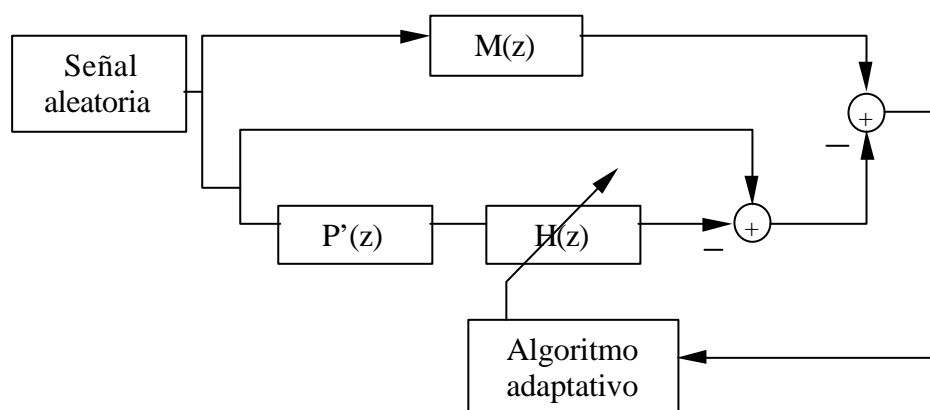 M(z)
Señal
aleatoria
+
−
P’(z)
H(z)
+
−
Algoritmo
adaptativo